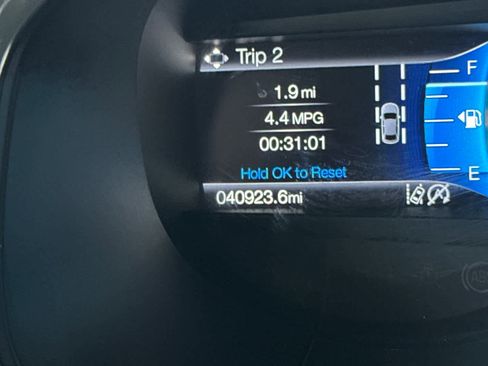 Trip 2
F
1.9 mi
4.4 MPG
00:31:01
Hold OK to Reset
E
040923.6mi